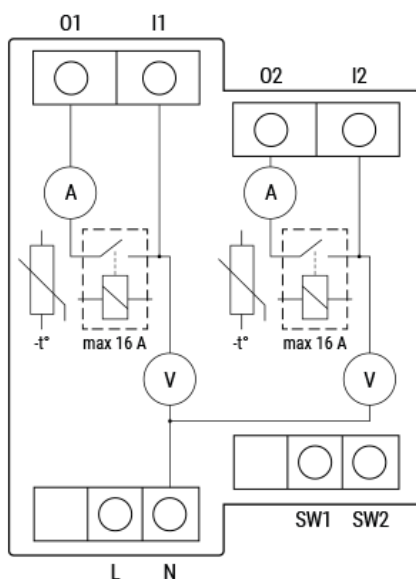 O1 I1
O2 I2
A
A
-t° max 16 A
-t° max 16 A
V
V
SW1 SW2
L N